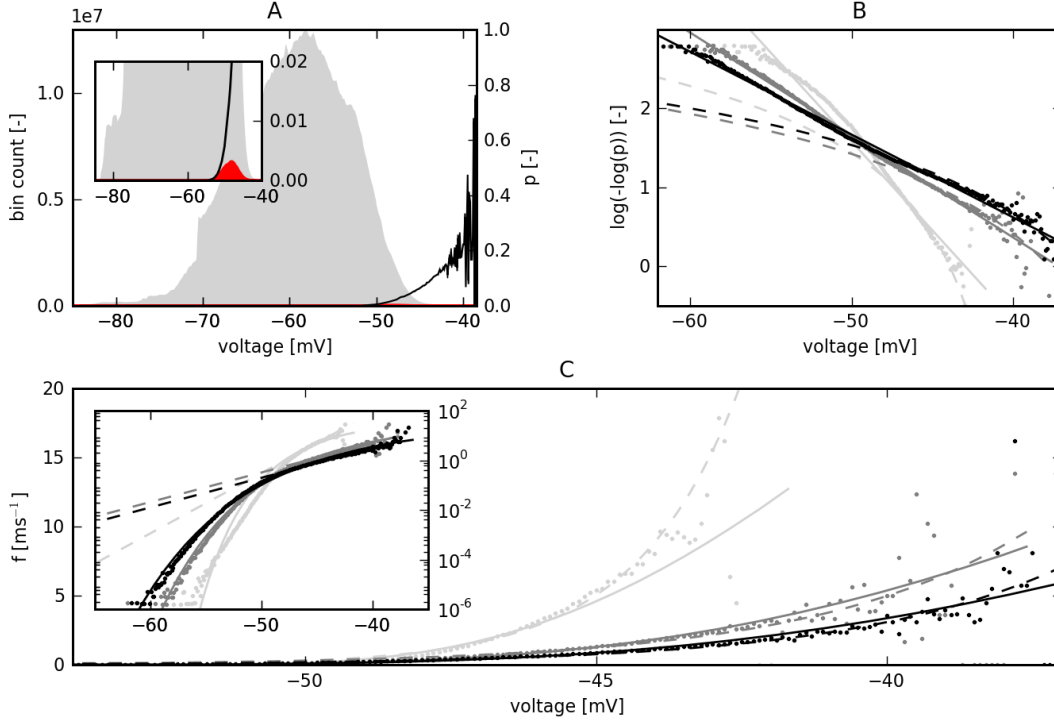 A
1e7
bin count [-]
1.0
0.5
0.0
1.0
0.8
0.6
0.4
0.2
0.0
p [-]
0.02
0.01
0.00
−80 −60 −40
−80 −70 −60 −50 −40
voltage [mV]
B
log(-log(p)) [-]
2
1
0
−60 −50 −40
voltage [mV]
C
f [ms⁻¹]
20
15
10
5
0
10²
10⁰
10⁻²
10⁻⁴
10⁻⁶
−60 −50 −40
−50 −45 −40
voltage [mV]